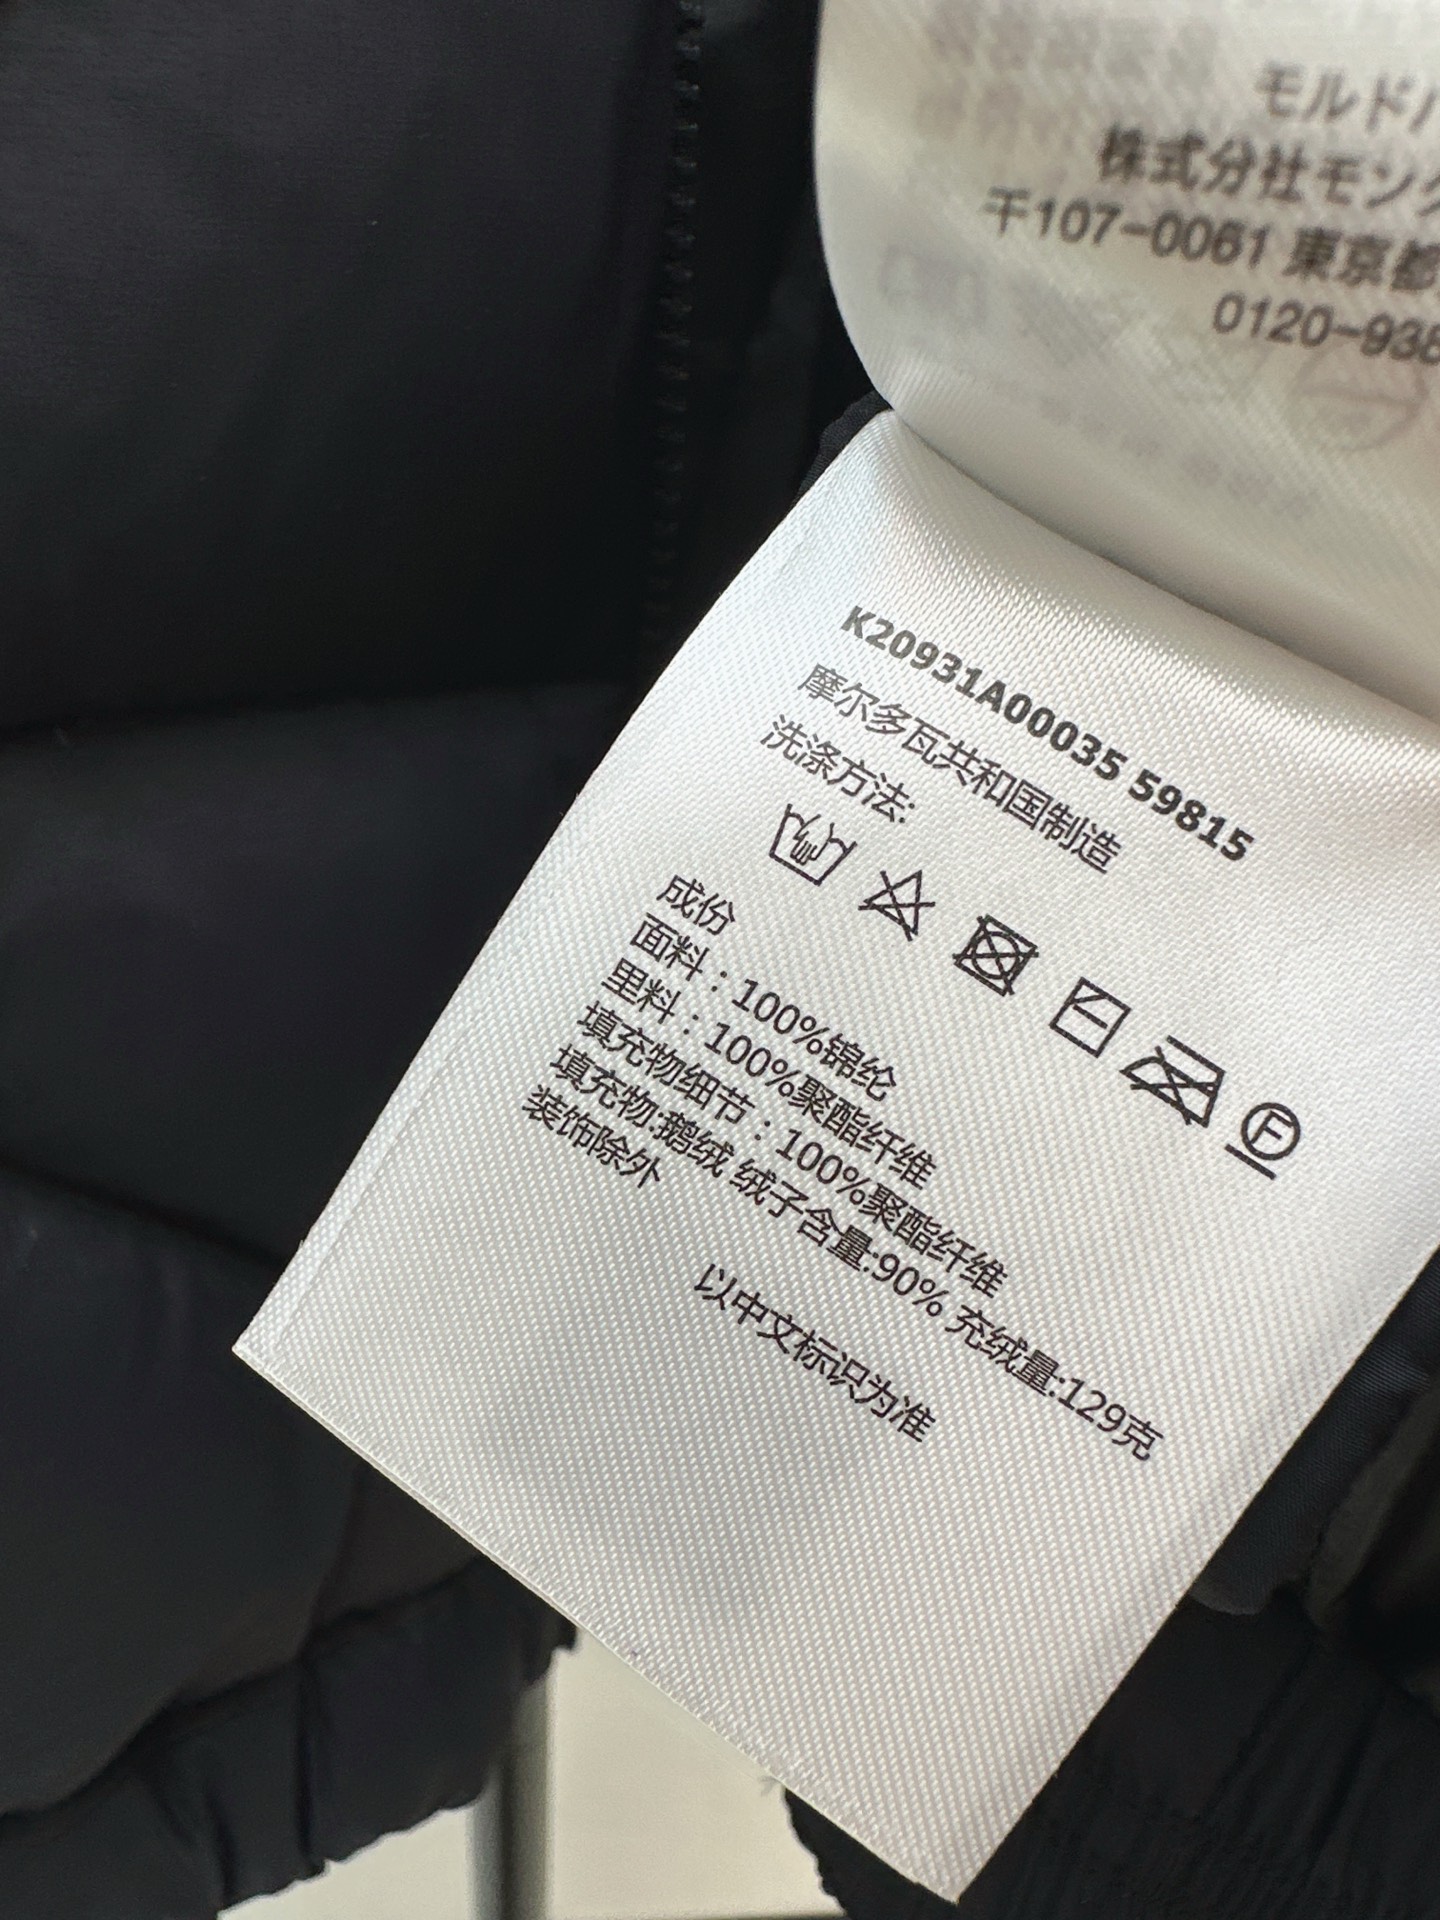 モルドバ
株式会社モンク
〒107-0061 東京都
0120-938
K20931A00035 59815
摩尔多瓦共和国制造
洗涤方法:
F
成份
面料：100%锦纶
里料：100%聚酯纤维
填充物细节：100%聚酯纤维
填充物:鹅绒 绒子含量:90% 充绒量:129克
装饰除外
以中文标识为准